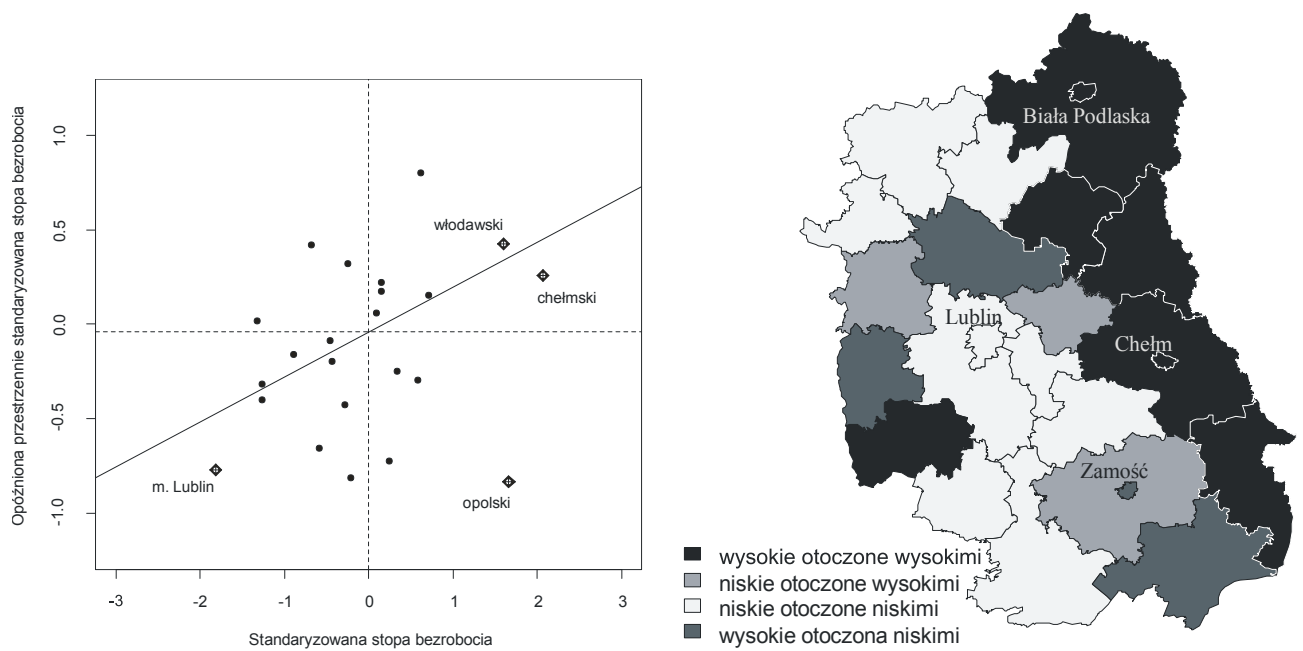 Opóźniona przestrzennie standaryzowana stopa bezrobocia
1.0
0.5
0.0
-0.5
-1.0
włodawski
chełmski
m. Lublin
opolski
-3
-2
-1
0
1
2
3
Standaryzowana stopa bezrobocia
Biała Podlaska
Lublin
Chełm
Zamość
wysokie otoczone wysokimi
niskie otoczone wysokimi
niskie otoczone niskimi
wysokie otoczona niskimi